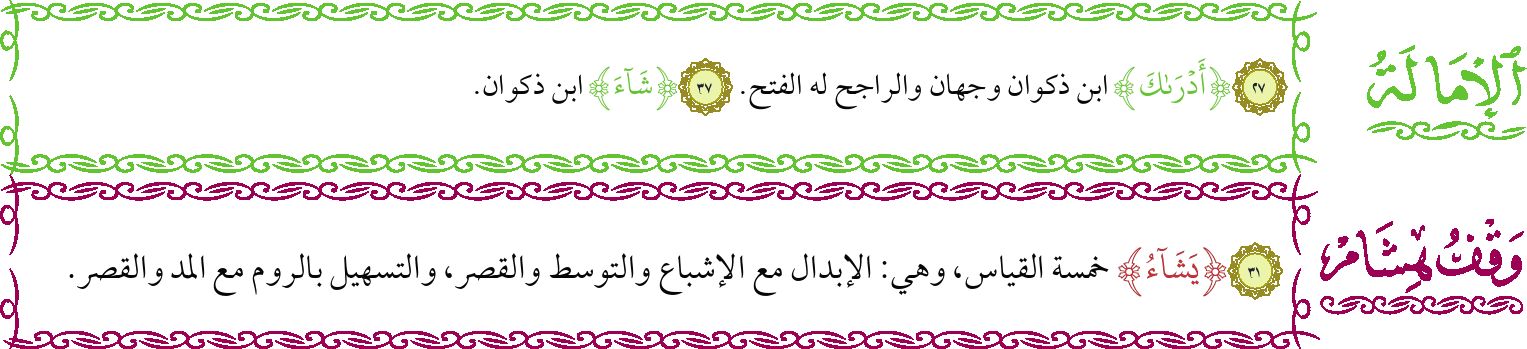 ٱلْإِمَالَةُ
٢٧ ﴿أَدْرَىٰكَ﴾ ابن ذكوان وجهان والراجح له الفتح. ٣٧ ﴿شَآءَ﴾ ابن ذكوان.
وَقْفُ هِشَامْ
٣١ ﴿يَشَآءُ﴾ خمسة القياس، وهي: الإبدال مع الإشباع والتوسط والقصر، والتسهيل بالروم مع المد والقصر.